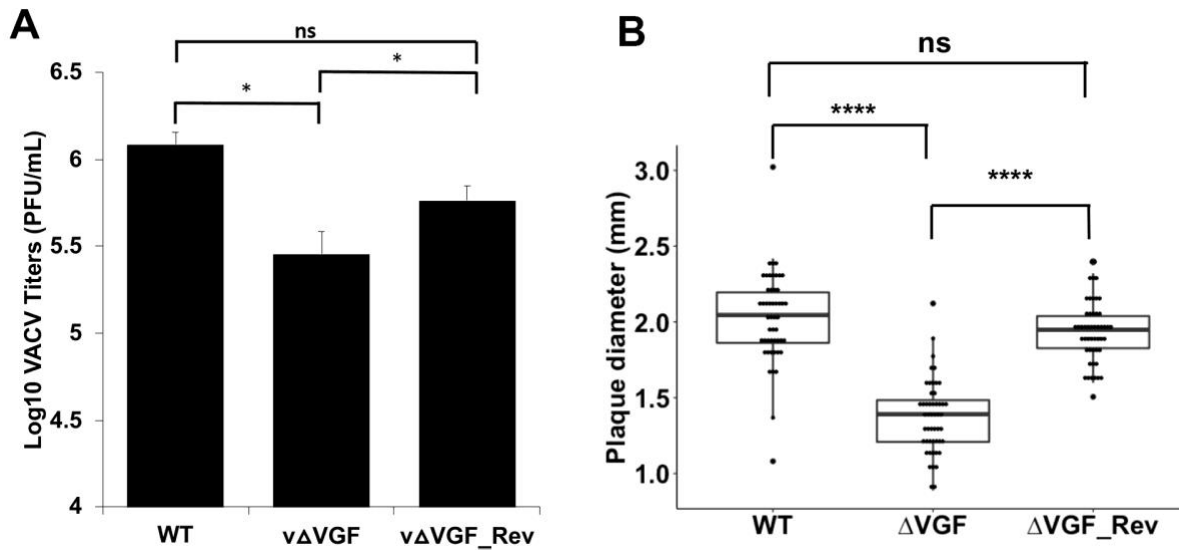 A
ns
*
*
Log10 VACV Titers (PFU/mL)
6.5
6
5.5
5
4.5
4
WT
vΔVGF
vΔVGF_Rev
B
ns
****
****
Plaque diameter (mm)
3.0
2.5
2.0
1.5
1.0
WT
ΔVGF
ΔVGF_Rev